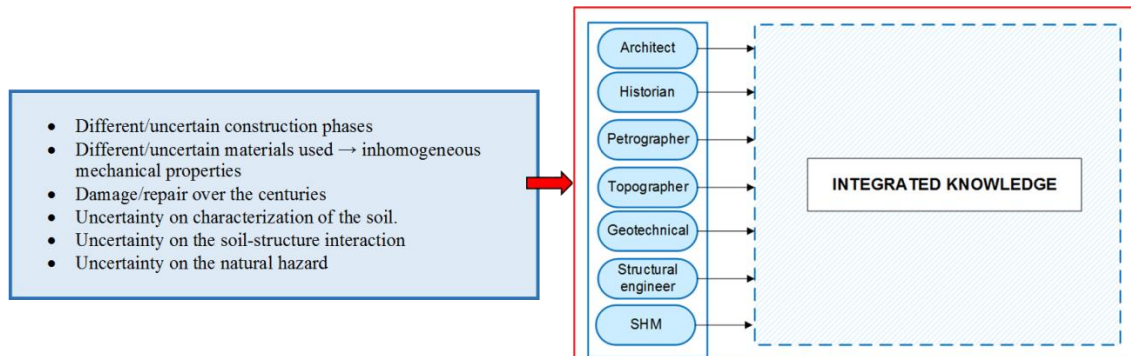 • Different/uncertain construction phases
• Different/uncertain materials used → inhomogeneous
mechanical properties
• Damage/repair over the centuries
• Uncertainty on characterization of the soil.
• Uncertainty on the soil-structure interaction
• Uncertainty on the natural hazard
Architect
Historian
Petrographer
Topographer
Geotechnical
Structural
engineer
SHM
INTEGRATED KNOWLEDGE